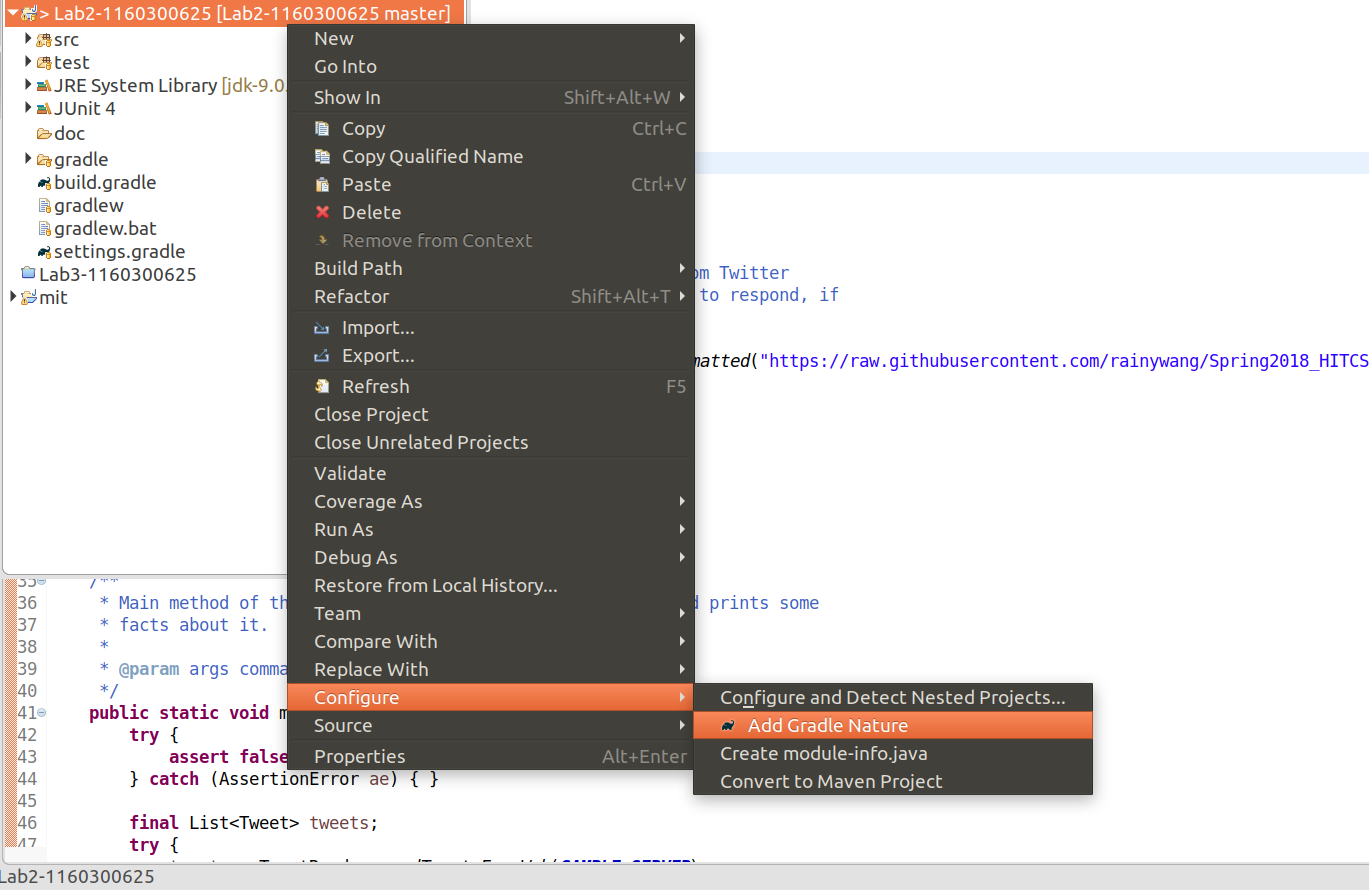 > Lab2-1160300625 [Lab2-1160300625 master]
src
test
JRE System Library [jdk-9.0.
JUnit 4
doc
gradle
build.gradle
gradlew
gradlew.bat
settings.gradle
Lab3-1160300625
mit
New
Go Into
Show In Shift+Alt+W
Copy Ctrl+C
Copy Qualified Name
Paste Ctrl+V
Delete
Remove from Context
Build Path
Refactor Shift+Alt+T
Import...
Export...
Refresh F5
Close Project
Close Unrelated Projects
Validate
Coverage As
Run As
Debug As
Restore from Local History...
Team
Compare With
Replace With
Configure
Source
Properties Alt+Enter
Configure and Detect Nested Projects...
Add Gradle Nature
Create module-info.java
Convert to Maven Project
om Twitter
to respond, if
matted("https://raw.githubusercontent.com/rainywang/Spring2018_HITCS
35 /**
36 * Main method of th d prints some
37 * facts about it.
38 *
39 * @param args comma
40 */
41 public static void m
42 try {
43 assert false
44 } catch (AssertionError ae) { }
45
46 final List<Tweet> tweets;
47 try {
Lab2-1160300625